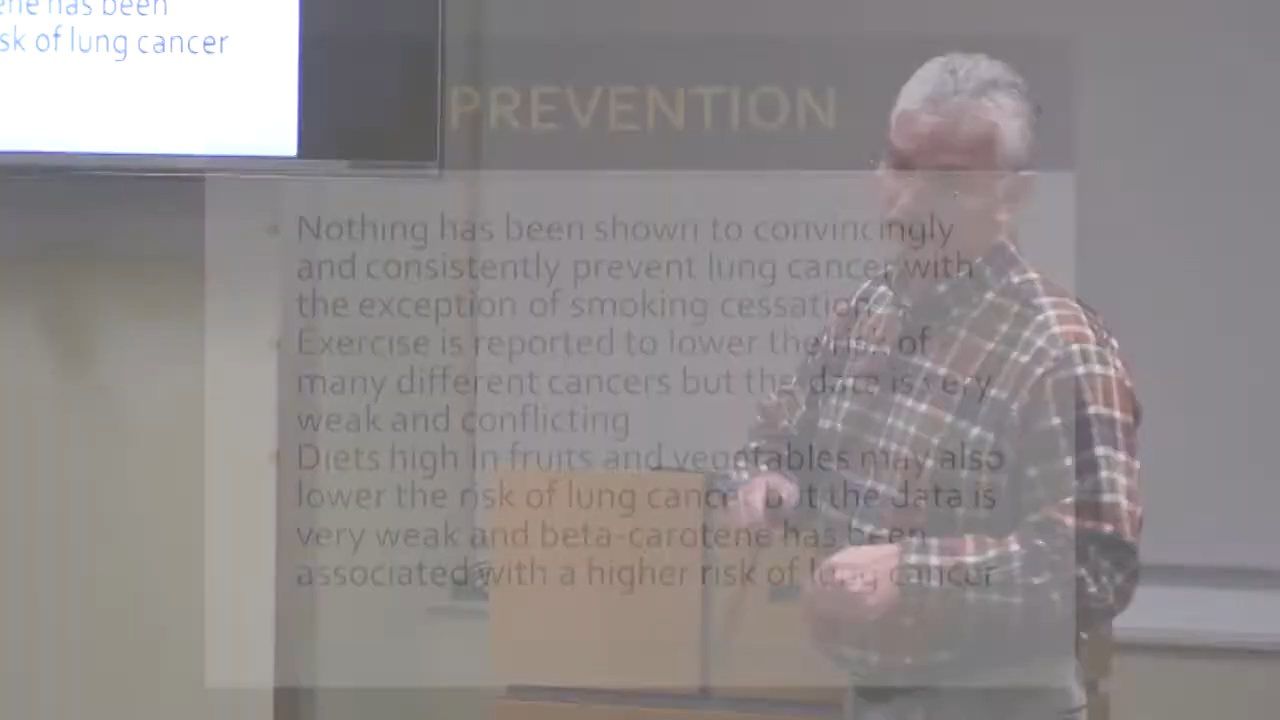 ene has been
sk of lung cancer
PREVENTION
Nothing has been shown to convincingly
and consistently prevent lung cancer with
the exception of smoking cessation
Exercise is reported to lower the risk of
many different cancers but the data is very
weak and conflicting
Diets high in fruits and vegetables may also
lower the risk of lung cancer but the data is
very weak and beta-carotene has been
associated with a higher risk of lung cancer